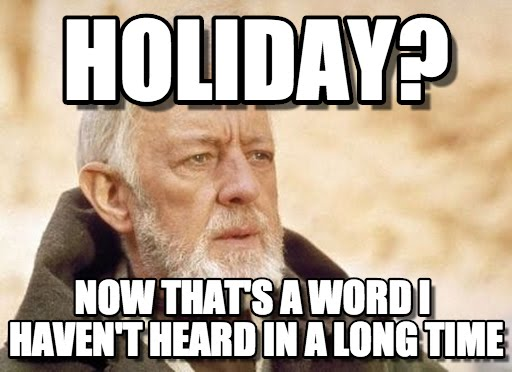 HOLIDAY?
NOW THAT'S A WORD I
HAVEN'T HEARD IN A LONG TIME